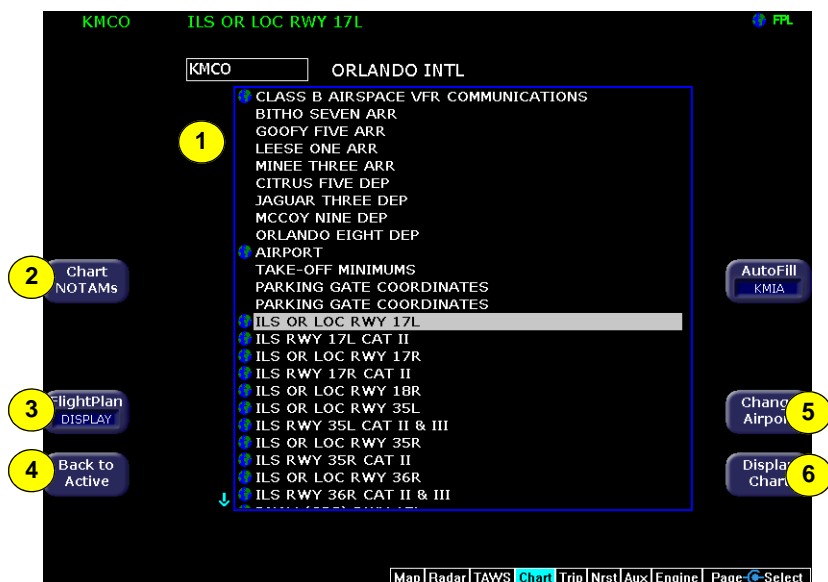 KMCO ILS OR LOC RWY 17L FPL
KMCO ORLANDO INTL
CLASS B AIRSPACE VFR COMMUNICATIONS
BITHO SEVEN ARR
GOOFY FIVE ARR
1
LEESE ONE ARR
MINEE THREE ARR
CITRUS FIVE DEP
JAGUAR THREE DEP
MCCOY NINE DEP
ORLANDO EIGHT DEP
AIRPORT
TAKE-OFF MINIMUMS
PARKING GATE COORDINATES
PARKING GATE COORDINATES
ILS OR LOC RWY 17L
ILS RWY 17L CAT II
ILS OR LOC RWY 17R
ILS RWY 17R CAT II
ILS OR LOC RWY 18R
ILS OR LOC RWY 35L
ILS RWY 35L CAT II & III
ILS OR LOC RWY 35R
ILS RWY 35R CAT II
ILS OR LOC RWY 36R
ILS RWY 36R CAT II & III
2
Chart
NOTAMs
3
FlightPlan
DISPLAY
4
Back to
Active
AutoFill
KMIA
Change
Airport
5
Display
Chart
6
Map Radar TAWS Chart Trip Nrst Aux Engine Page Select